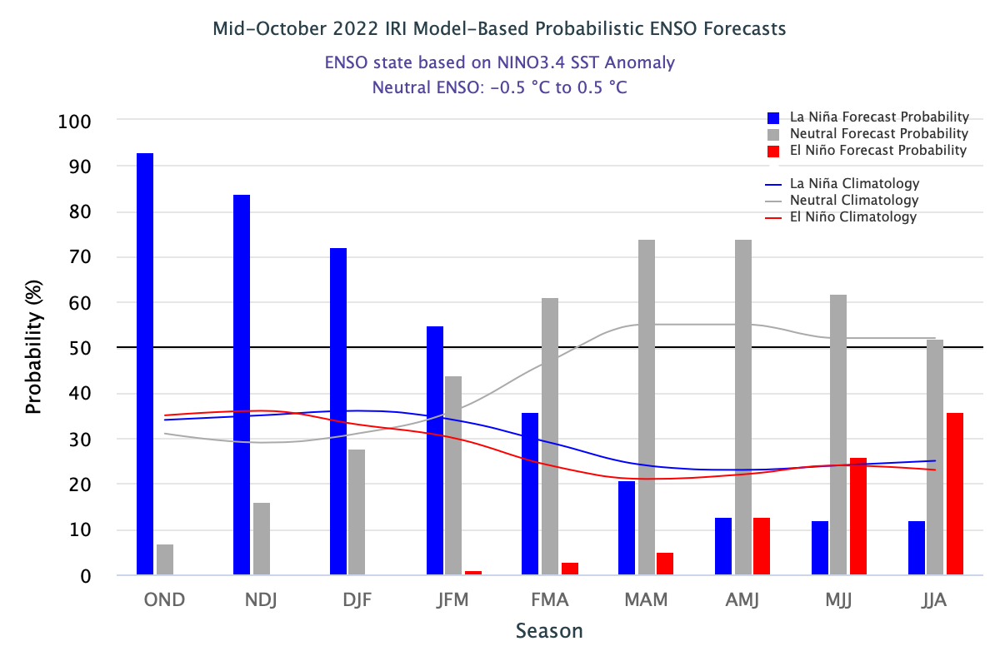 Mid-October 2022 IRI Model-Based Probabilistic ENSO Forecasts
ENSO state based on NINO3.4 SST Anomaly
Neutral ENSO: -0.5 °C to 0.5 °C
La Niña Forecast Probability
Neutral Forecast Probability
El Niño Forecast Probability
La Niña Climatology
Neutral Climatology
El Niño Climatology
Probability (%)
100
90
80
70
60
50
40
30
20
10
0
OND NDJ DJF JFM FMA MAM AMJ MJJ JJA
Season